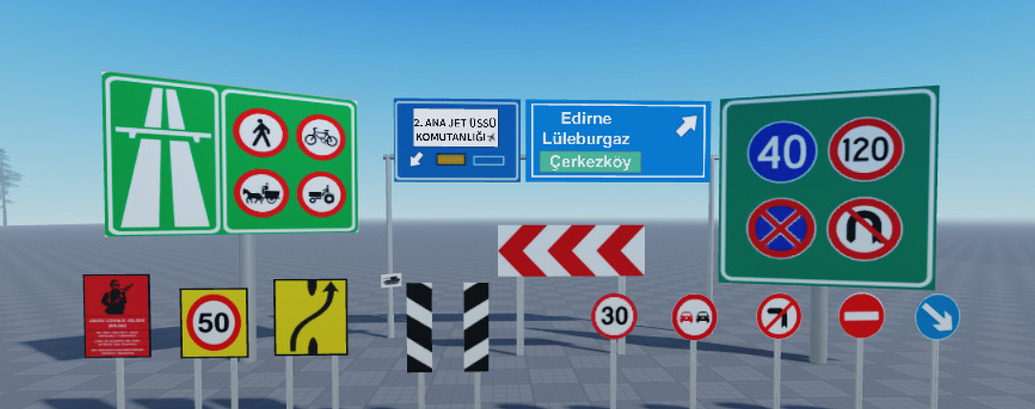 2. ANA JET ÜSSÜ
KOMUTANLIĞI
Edirne
Lüleburgaz
Çerkezköy
40
120
50
30